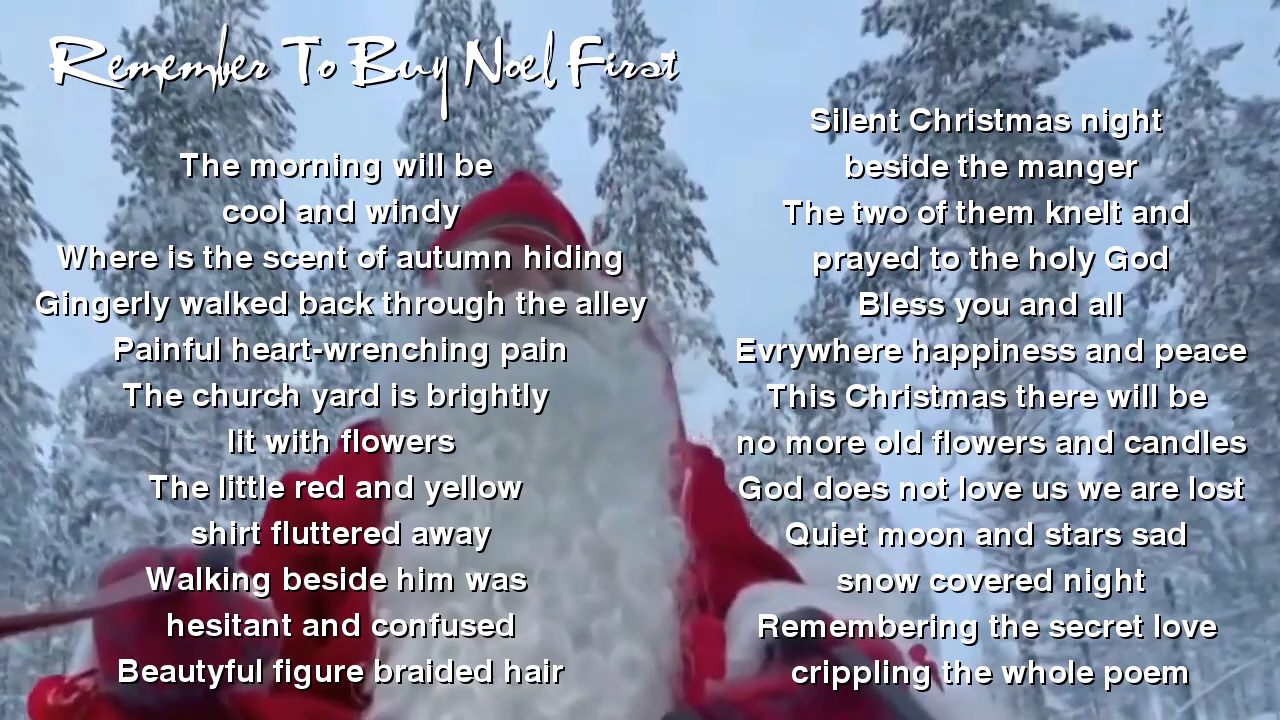 Remember To Buy Noel First
The morning will be
cool and windy
Where is the scent of autumn hiding
Gingerly walked back through the alley
Painful heart-wrenching pain
The church yard is brightly
lit with flowers
The little red and yellow
shirt fluttered away
Walking beside him was
hesitant and confused
Beautyful figure braided hair
Silent Christmas night
beside the manger
The two of them knelt and
prayed to the holy God
Bless you and all
Evrywhere happiness and peace
This Christmas there will be
no more old flowers and candles
God does not love us we are lost
Quiet moon and stars sad
snow covered night
Remembering the secret love
crippling the whole poem